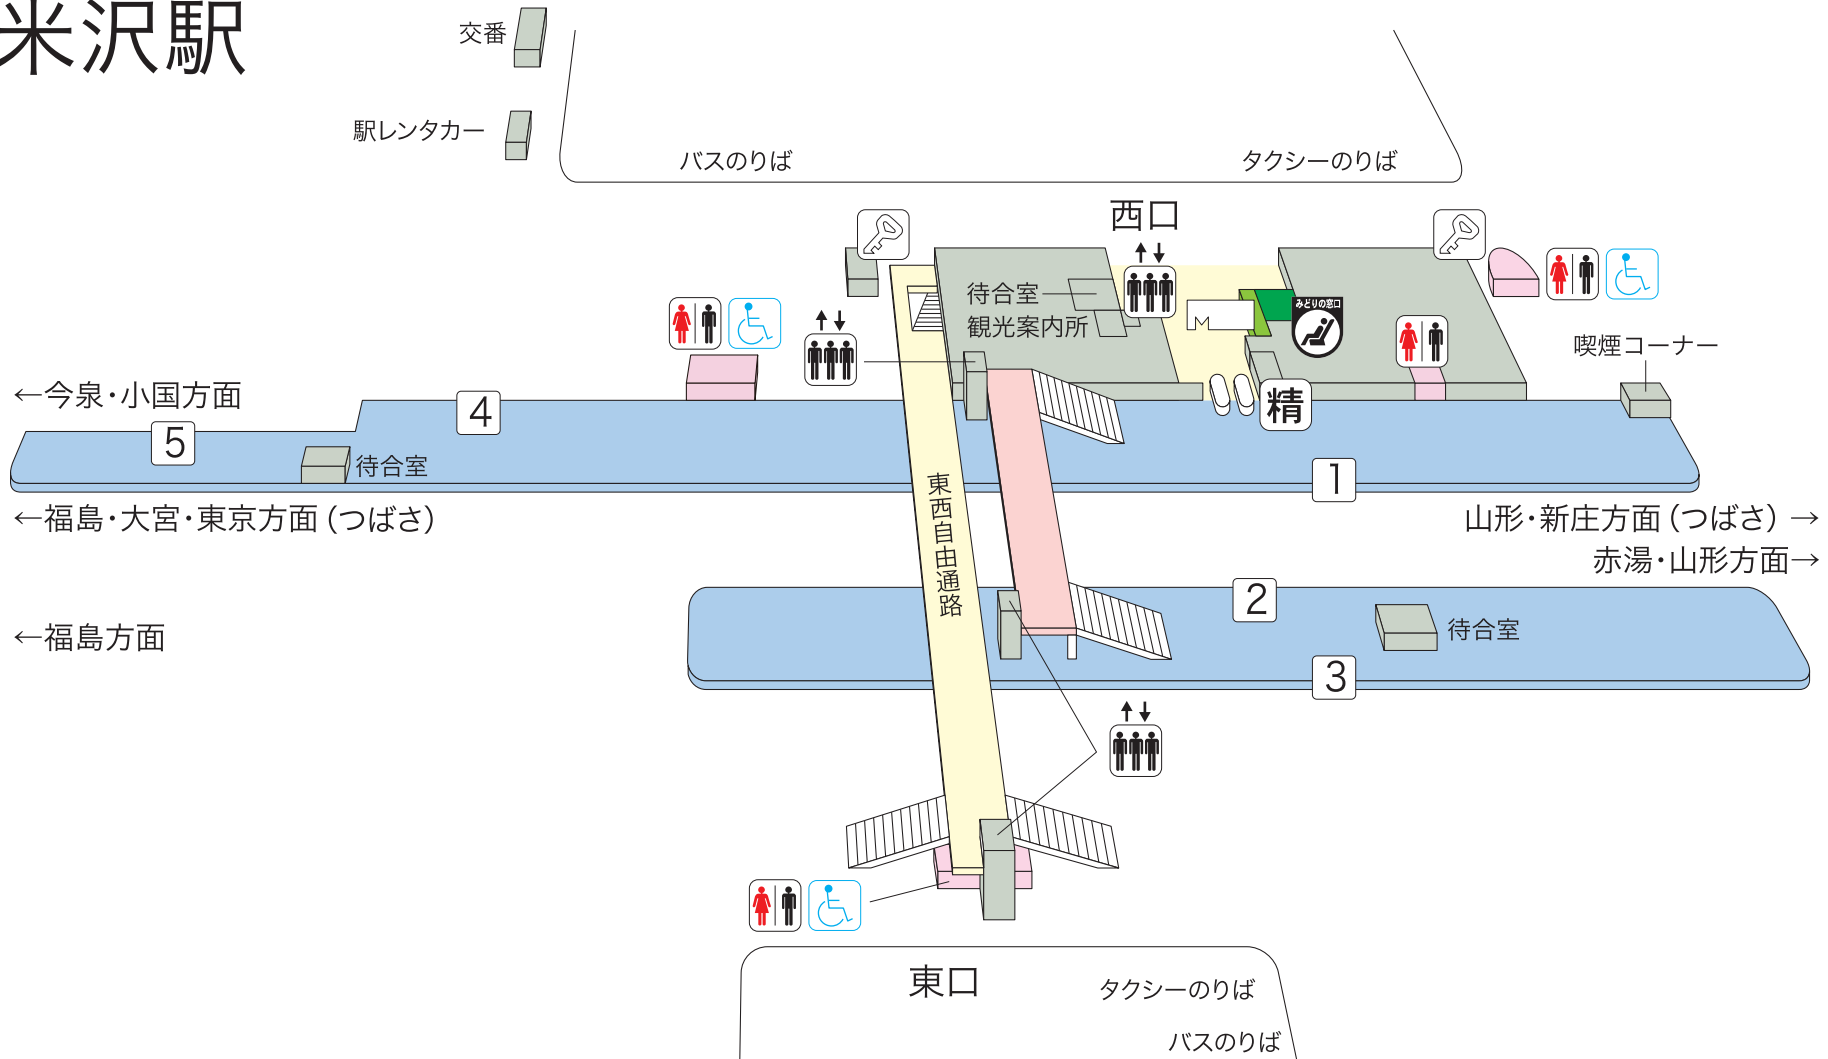 米沢駅
交番
駅レンタカー
バスのりば
タクシーのりば
西口
待合室
観光案内所
みどりの窓口
喫煙コーナー
精
←今泉・小国方面
4
5
待合室
1
←福島・大宮・東京方面（つばさ）
山形・新庄方面（つばさ）→
赤湯・山形方面→
東西自由通路
2
待合室
←福島方面
3
東口
タクシーのりば
バスのりば